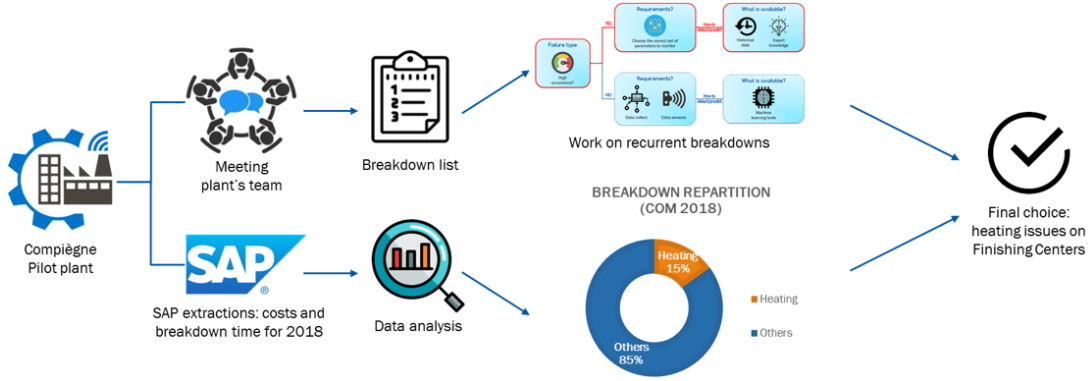 Compiègne
Pilot plant
Meeting
plant's team
Breakdown list
1
2
3
Failure type
High
occurrence?
YES
NO
Requirements?
Choose the correct set of
parameters to monitor
What is available?
Historical
data
Expert
knowledge
Requirements?
Data collect
Extra sensors
What is available?
Machine
learning tools
Work on recurrent breakdowns
SAP
®
SAP extractions: costs and
breakdown time for 2018
Data analysis
BREAKDOWN REPARTITION
(COM 2018)
Heating
15%
Others
85%
Heating
Others
Final choice:
heating issues on
Finishing Centers